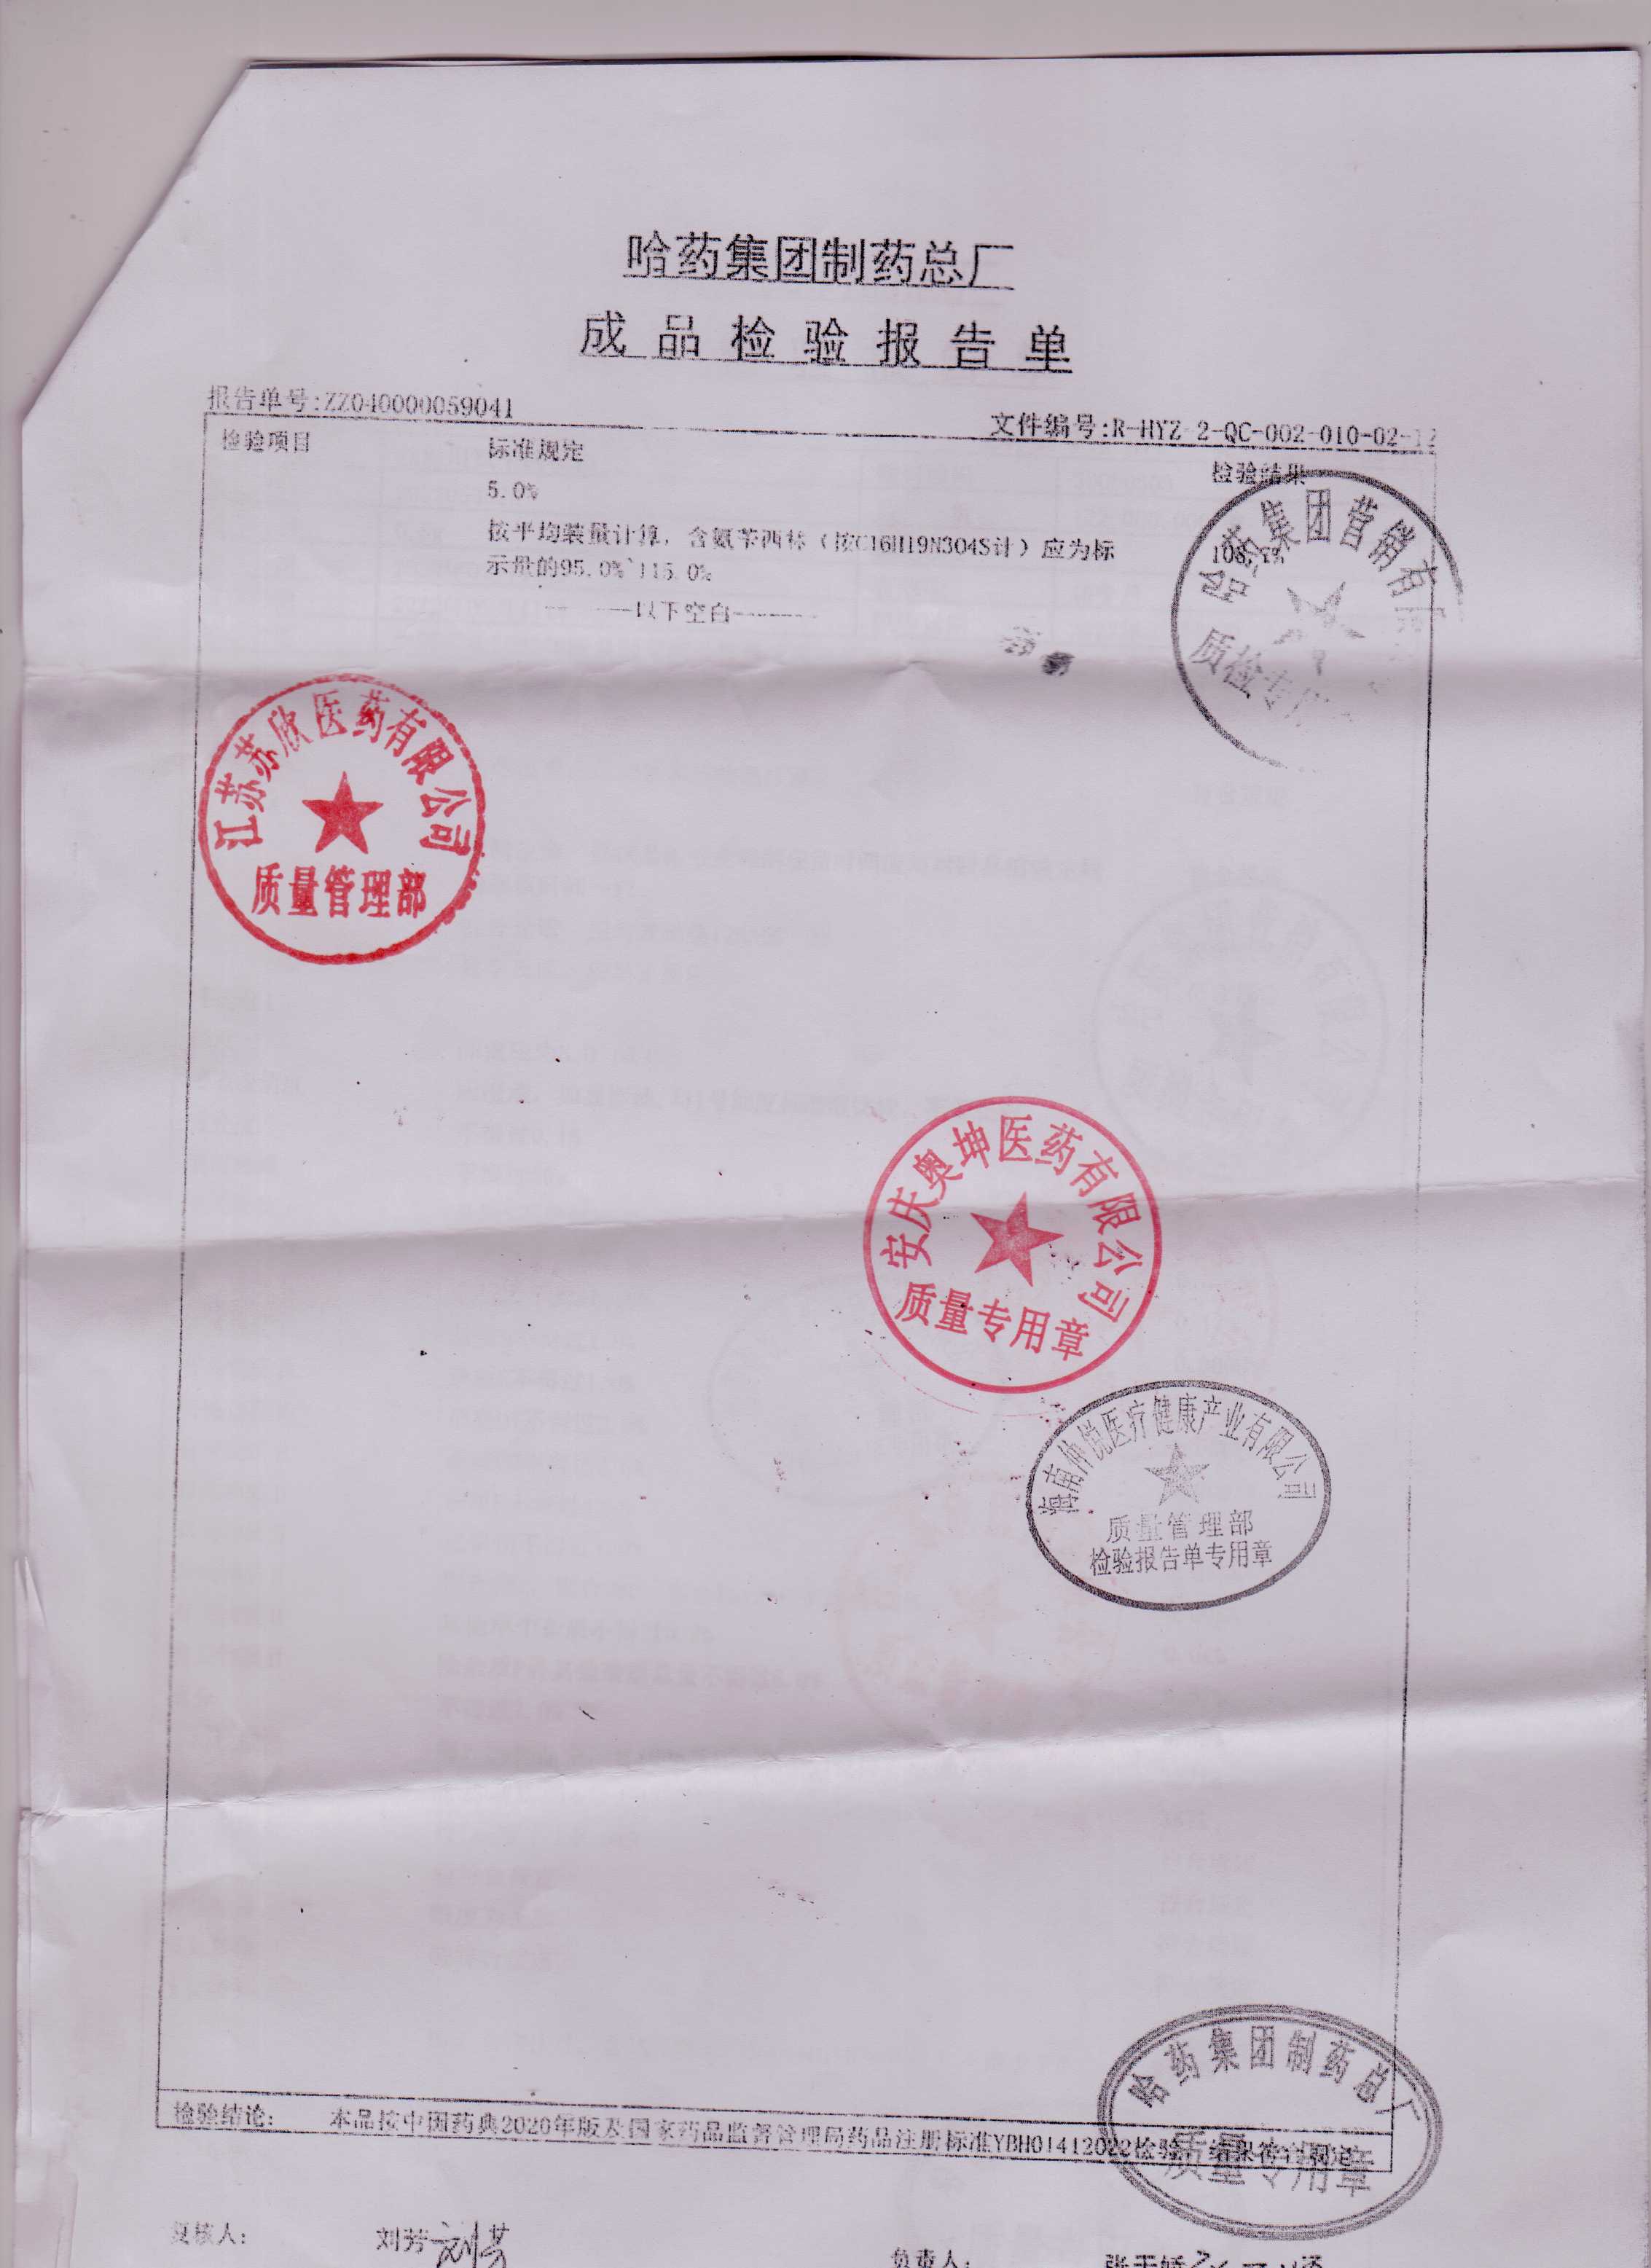 哈药集团制药总厂
成品检验报告单
报告单号:ZZ040000059041
文件编号:R-HYZ-2-QC-002-010-02-12
检验项目 标准规定 检验结果
5.0%
按平均装量计算,含氨苄西林(按C16H19N3O4S计)应为标
示量的95.0%~115.0%
-------以下空白-------
哈药集团营销有
质检专用
江苏苏欣医药有限公司
质量管理部
安庆奥坤医药有限公司
质量专用章
海南仲悦医疗健康产业有限公司
质量管理部
检验报告单专用章
哈药集团制药总厂
质量专用章
检验结论: 本品按中国药典2020年版及国家药品监督管理局药品注册标准YBH01412022检验,结果符合规定
复核人: 刘芳 刘芳
负责人: